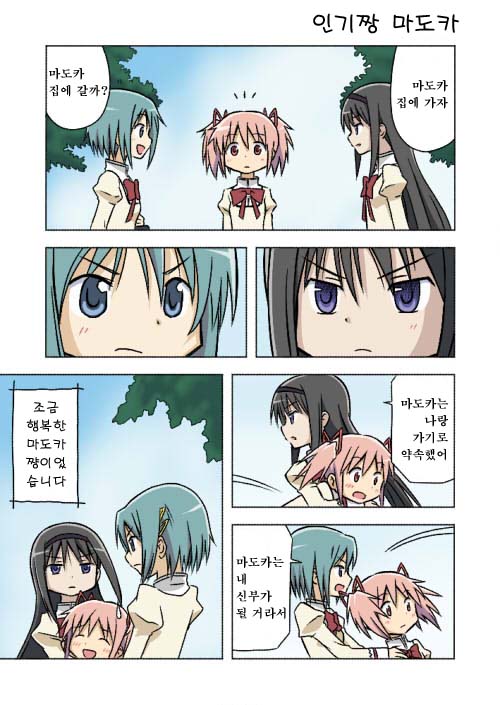 인기짱 마도카
마도카
집에 갈까?
마도카
집에 가자
마도카는
나랑
가기로
약속했어
마도카는
내
신부가
될 거라서
조금
행복한
마도카
쨩이었
습니다